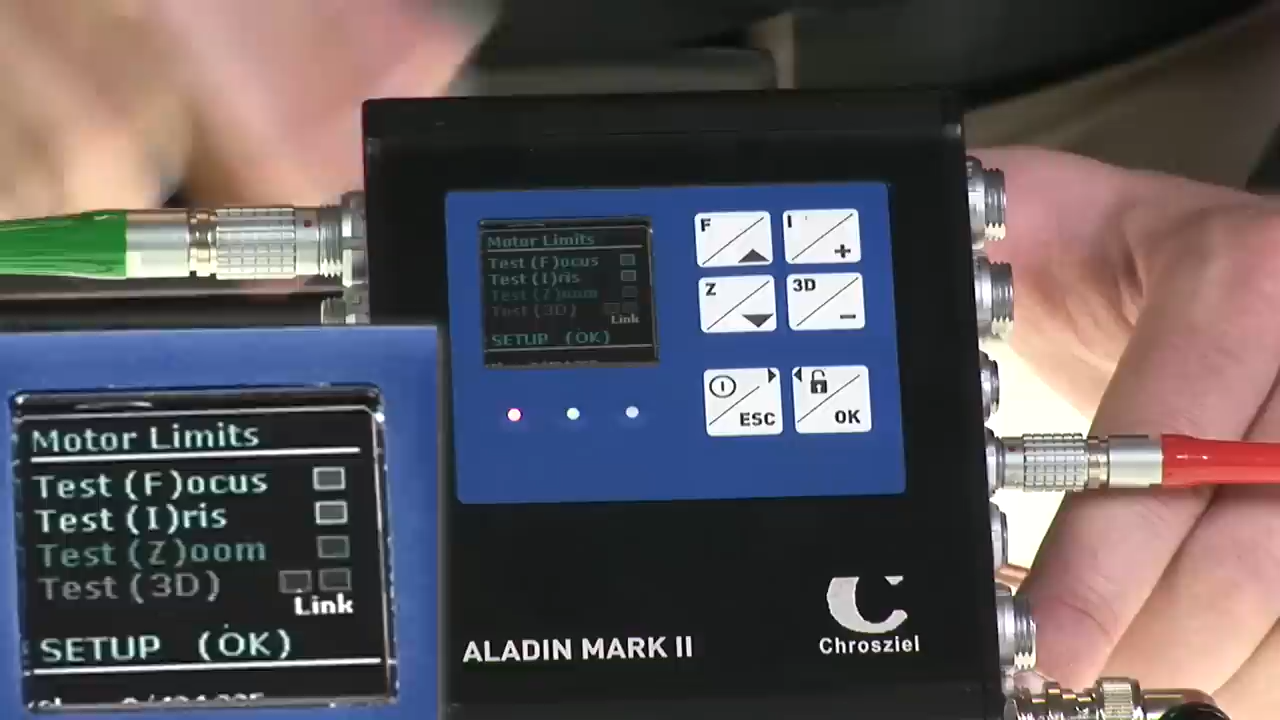 Motor Limits
Test (F)ocus
Test (I)ris
Test (Z)oom
Test (3D)
Link
SETUP (OK)
F
I
+
Z
3D
-
ESC
OK
ALADIN MARK II
Chrosziel
Motor Limits
Test (F)ocus
Test (I)ris
Test (Z)oom
Test (3D)
Link
SETUP (OK)